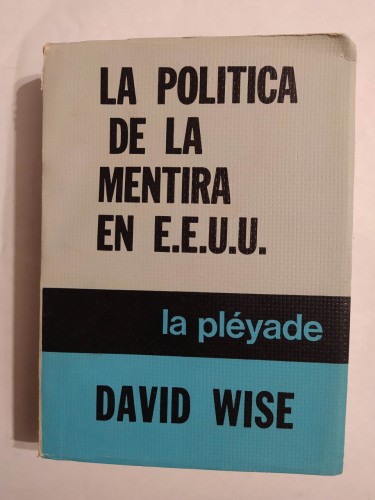 LA POLITICA
DE LA
MENTIRA
EN E.E.U.U.
la pléyade
DAVID WISE